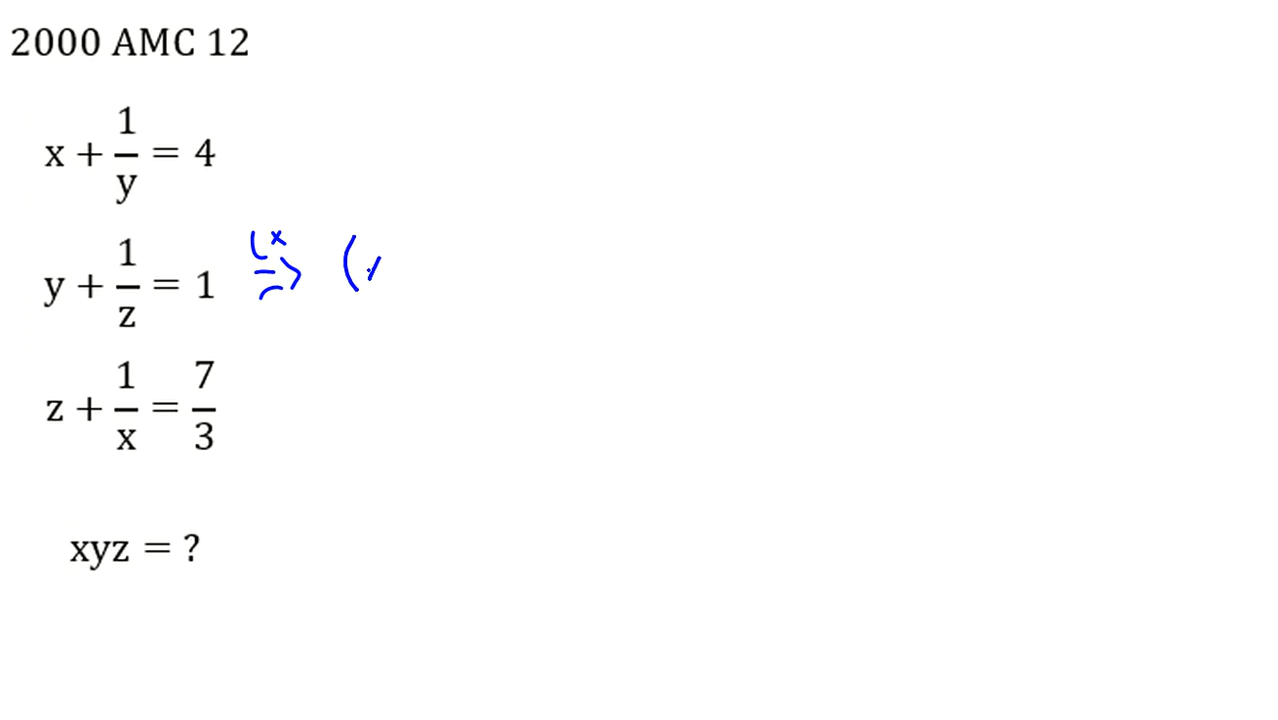 2000 AMC 12
x + 1/y = 4
y + 1/z = 1
z + 1/x = 7/3
xyz = ?